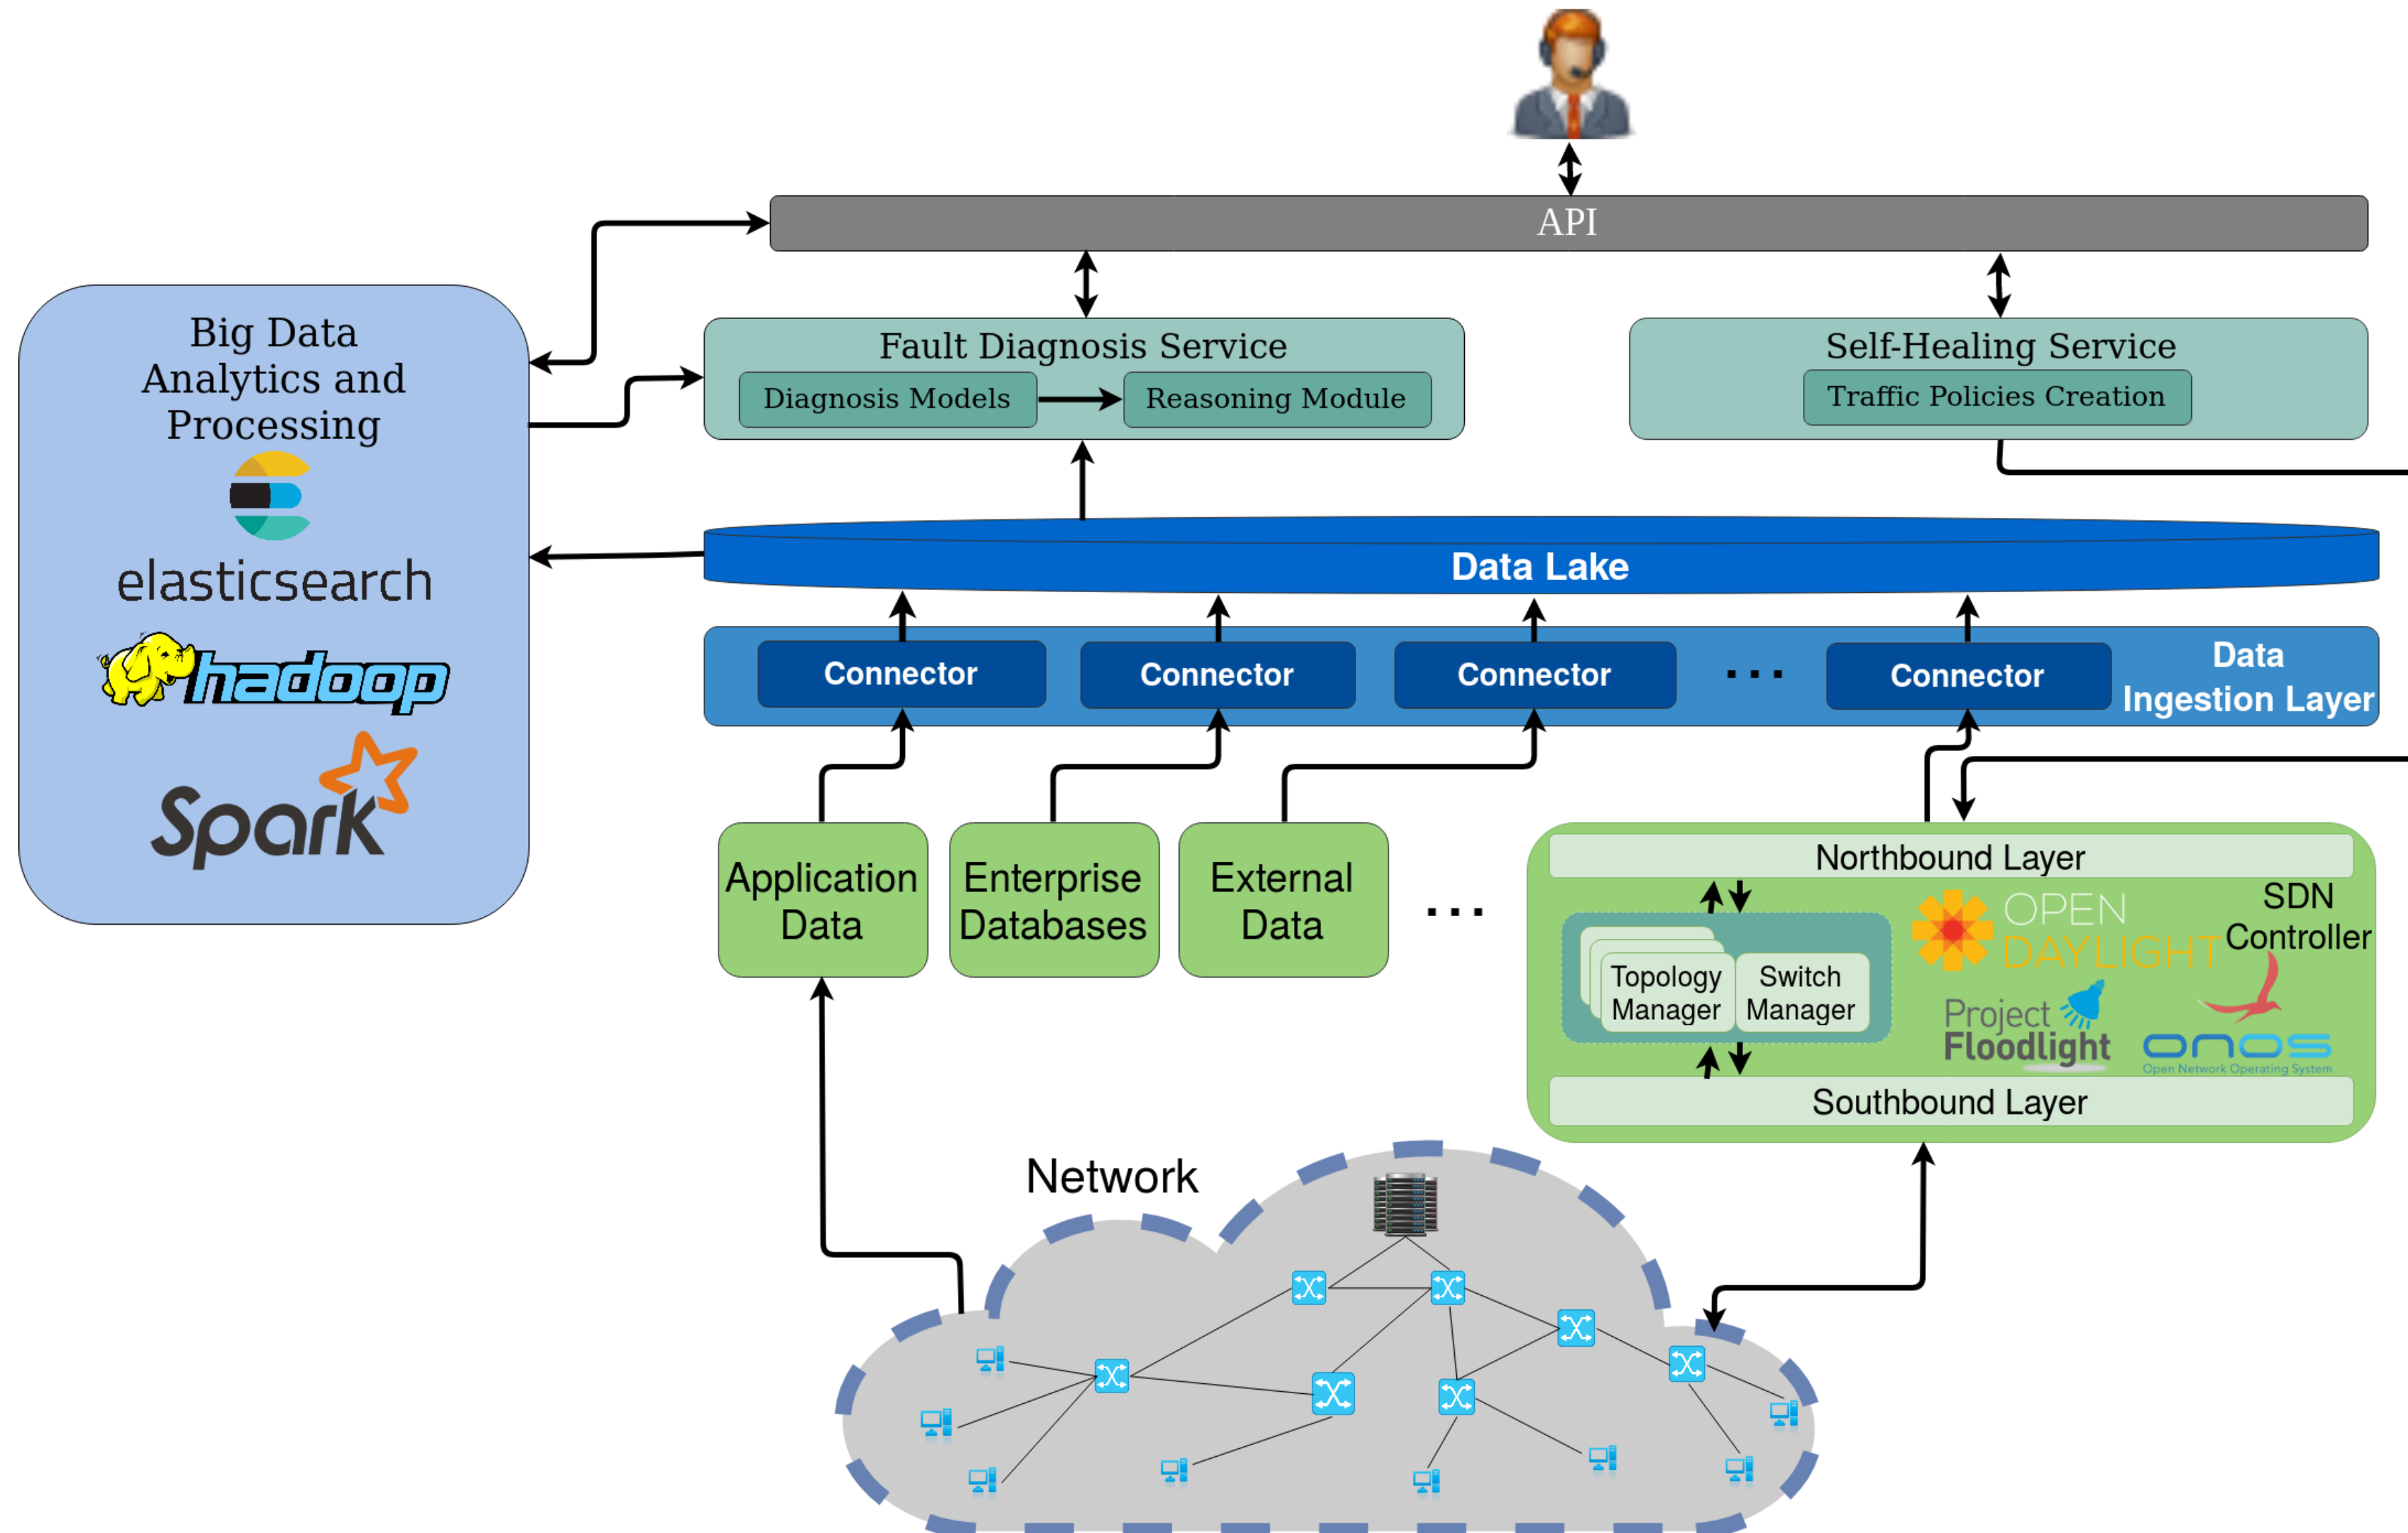 API
Big Data
Analytics and
Processing
elasticsearch
hadoop
Spark
Fault Diagnosis Service
Diagnosis Models
Reasoning Module
Self-Healing Service
Traffic Policies Creation
Data Lake
Connector
Connector
Connector
...
Connector
Data
Ingestion Layer
Application
Data
Enterprise
Databases
External
Data
...
Northbound Layer
SDN
Controller
OPEN
DAYLIGHT
Topology
Manager
Switch
Manager
Project
Floodlight
onos
Open Network Operating System
Southbound Layer
Network